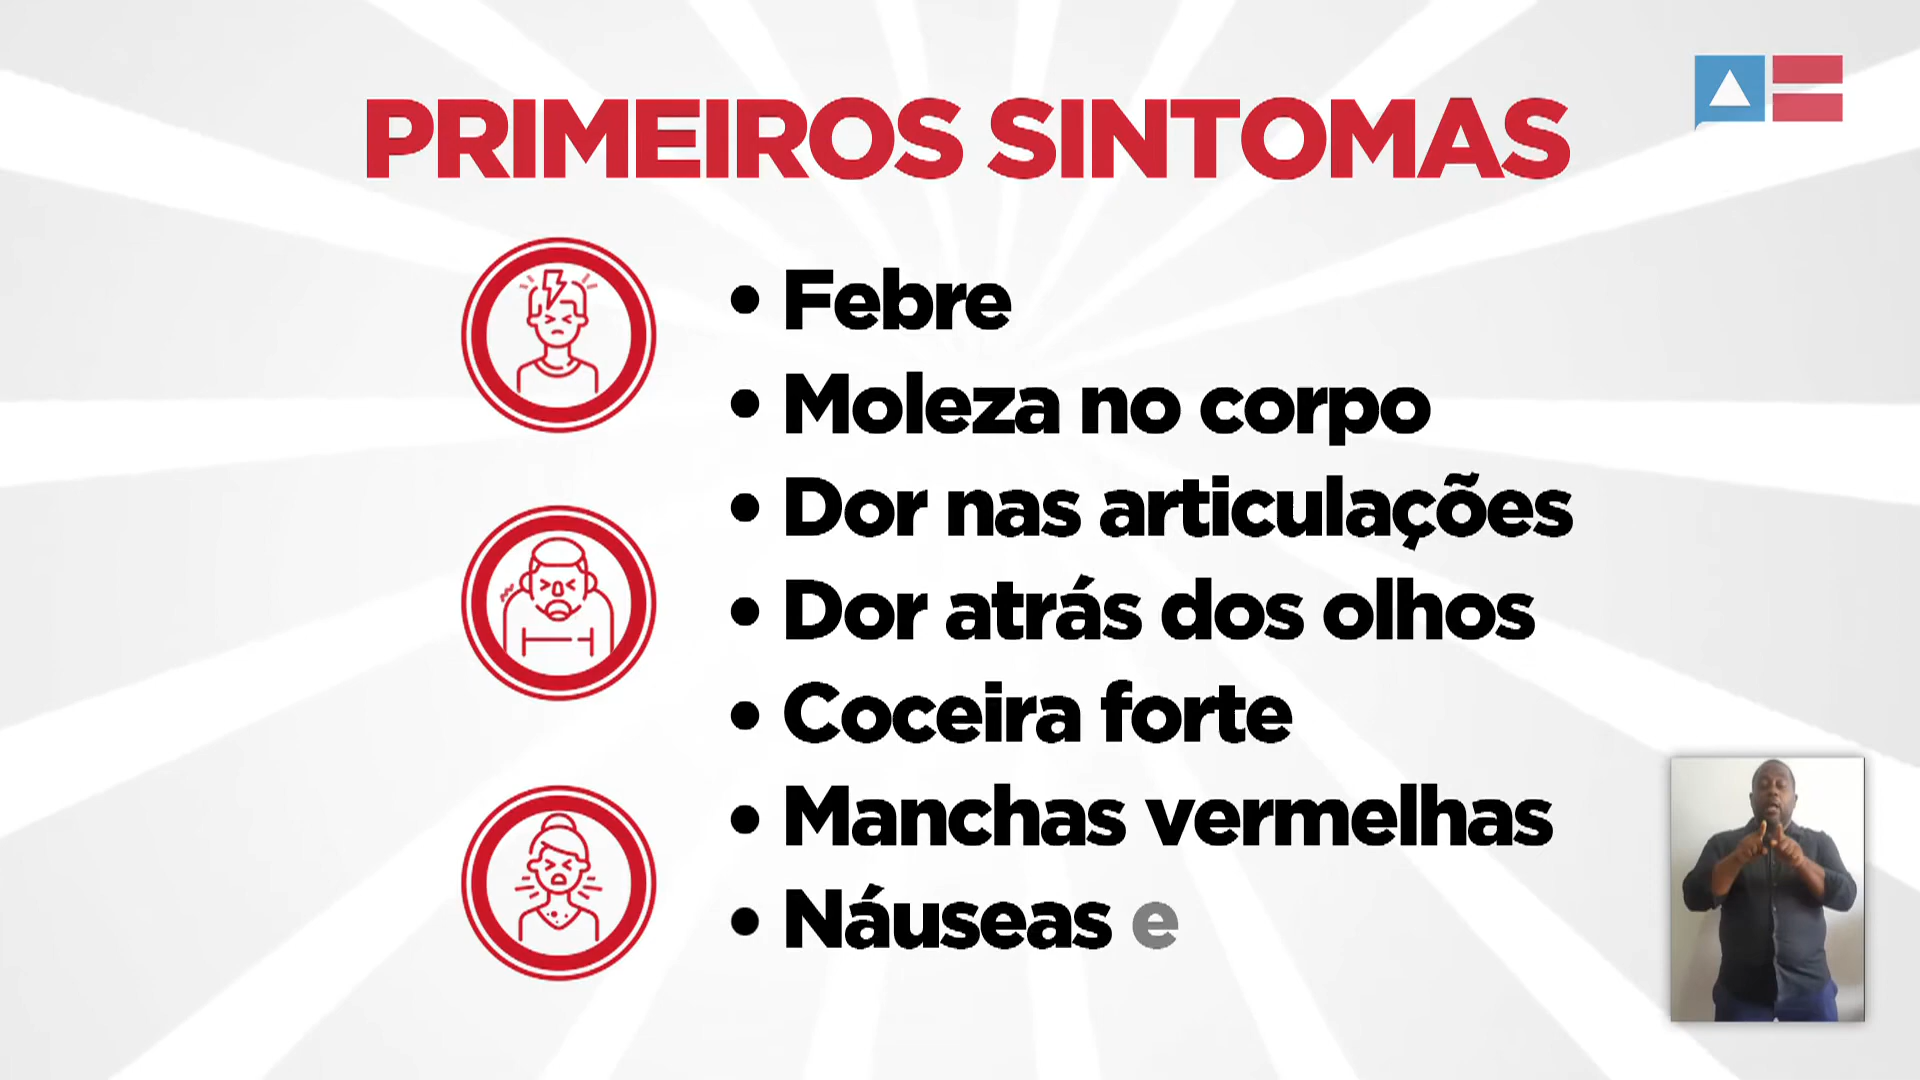 PRIMEIROS SINTOMAS
• Febre
• Moleza no corpo
• Dor nas articulações
• Dor atrás dos olhos
• Coceira forte
• Manchas vermelhas
• Náuseas e